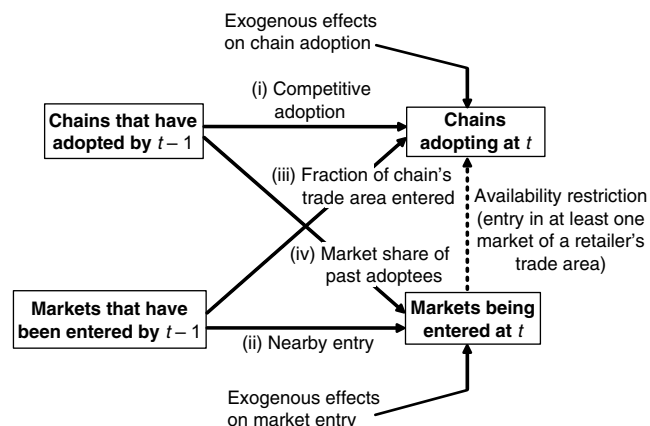 Exogenous effects
on chain adoption
(i) Competitive
adoption
Chains that have
adopted by t – 1
Chains
adopting at t
(iii) Fraction of chain's
trade area entered
Availability restriction
(entry in at least one
market of a retailer's
trade area)
(iv) Market share of
past adoptees
Markets that have
been entered by t – 1
Markets being
entered at t
(ii) Nearby entry
Exogenous effects
on market entry